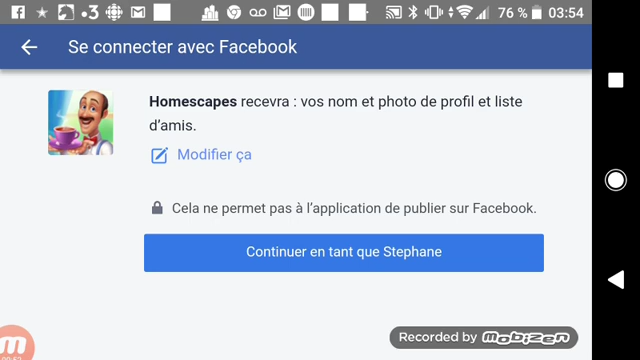 3 76 % 03:54
Se connecter avec Facebook
Homescapes recevra : vos nom et photo de profil et liste
d'amis.
Modifier ça
Cela ne permet pas à l'application de publier sur Facebook.
Continuer en tant que Stephane
Recorded by mobizen